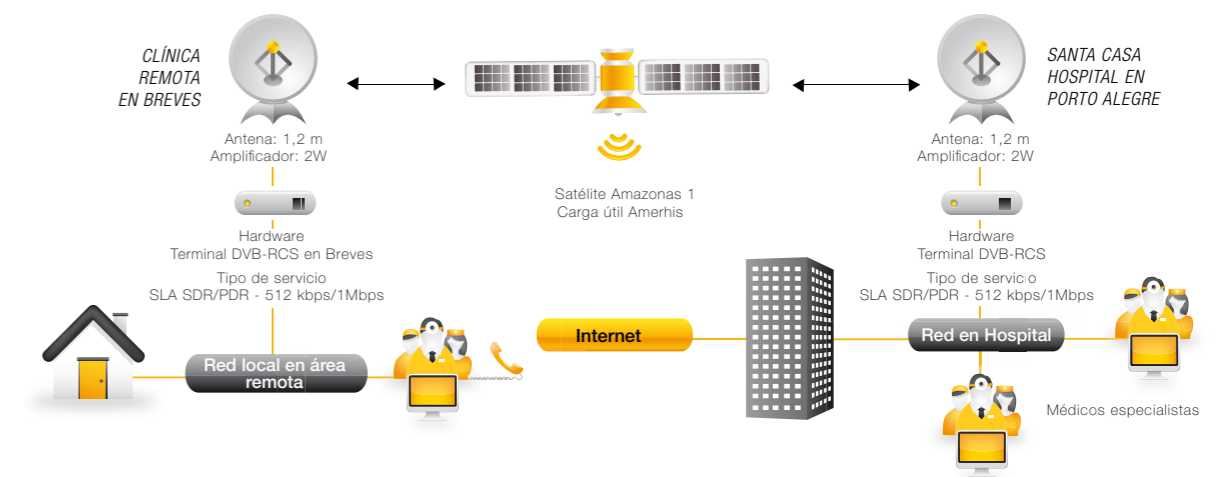 CLÍNICA
REMOTA
EN BREVES
Antena: 1,2 m
Amplificador: 2W
Hardware
Terminal DVB-RCS en Breves
Tipo de servicio
SLA SDR/PDR - 512 kbps/1Mbps
Red local en área
remota
Satélite Amazonas 1
Carga útil Amerhis
Internet
SANTA CASA
HOSPITAL EN
PORTO ALEGRE
Antena: 1,2 m
Amplificador: 2W
Hardware
Terminal DVB-RCS
Tipo de servicio
SLA SDR/PDR - 512 kbps/1Mbps
Red en Hospital
Médicos especialistas